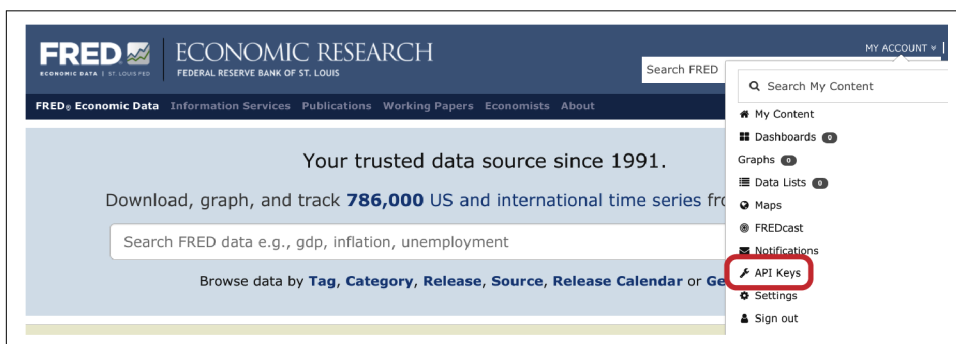 FRED® ECONOMIC RESEARCH
ECONOMIC DATA | ST. LOUIS FED
FEDERAL RESERVE BANK OF ST. LOUIS
MY ACCOUNT
Search FRED
FRED® Economic Data Information Services Publications Working Papers Economists About
Search My Content
My Content
Dashboards 0
Graphs 0
Data Lists 0
Maps
FREDcast
Notifications
API Keys
Settings
Sign out
Your trusted data source since 1991.
Download, graph, and track 786,000 US and international time series
Search FRED data e.g., gdp, inflation, unemployment
Browse data by Tag, Category, Release, Source, Release Calendar or